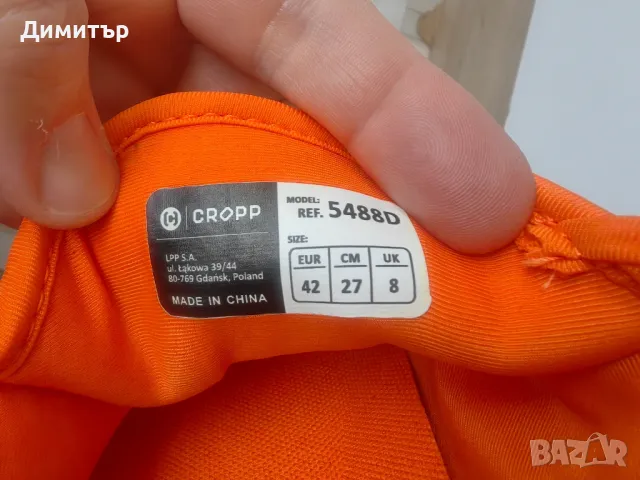 Димитър
CROPP
LPP S.A.
ul. Łąkowa 39/44
80-769 Gdańsk, Poland
MADE IN CHINA
MODEL:
REF. 5488D
SIZE:
EUR CM UK
42 27 8
BAZAR